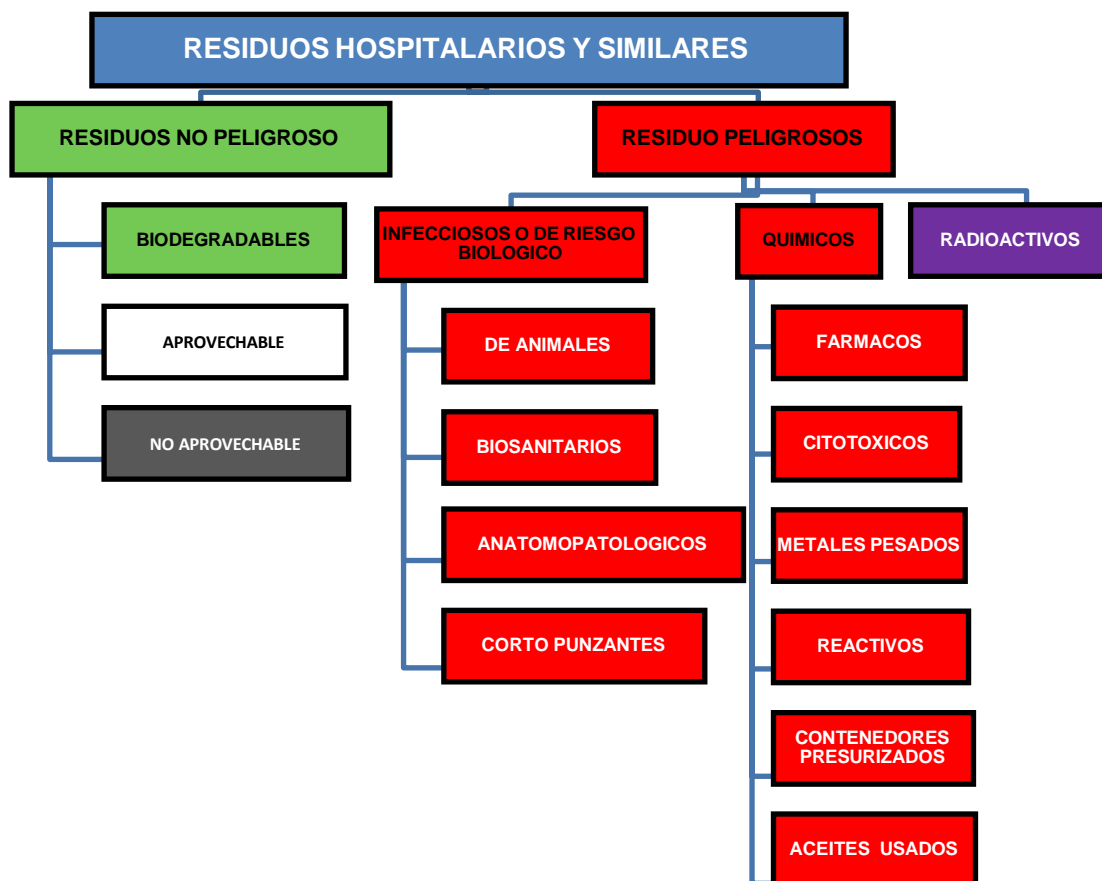 RESIDUOS HOSPITALARIOS Y SIMILARES
RESIDUOS NO PELIGROSO
RESIDUO PELIGROSOS
BIODEGRADABLES
APROVECHABLE
NO APROVECHABLE
INFECCIOSOS O DE RIESGO
BIOLOGICO
DE ANIMALES
BIOSANITARIOS
ANATOMOPATOLOGICOS
CORTO PUNZANTES
QUIMICOS
FARMACOS
CITOTOXICOS
METALES PESADOS
REACTIVOS
CONTENEDORES
PRESURIZADOS
ACEITES USADOS
RADIOACTIVOS